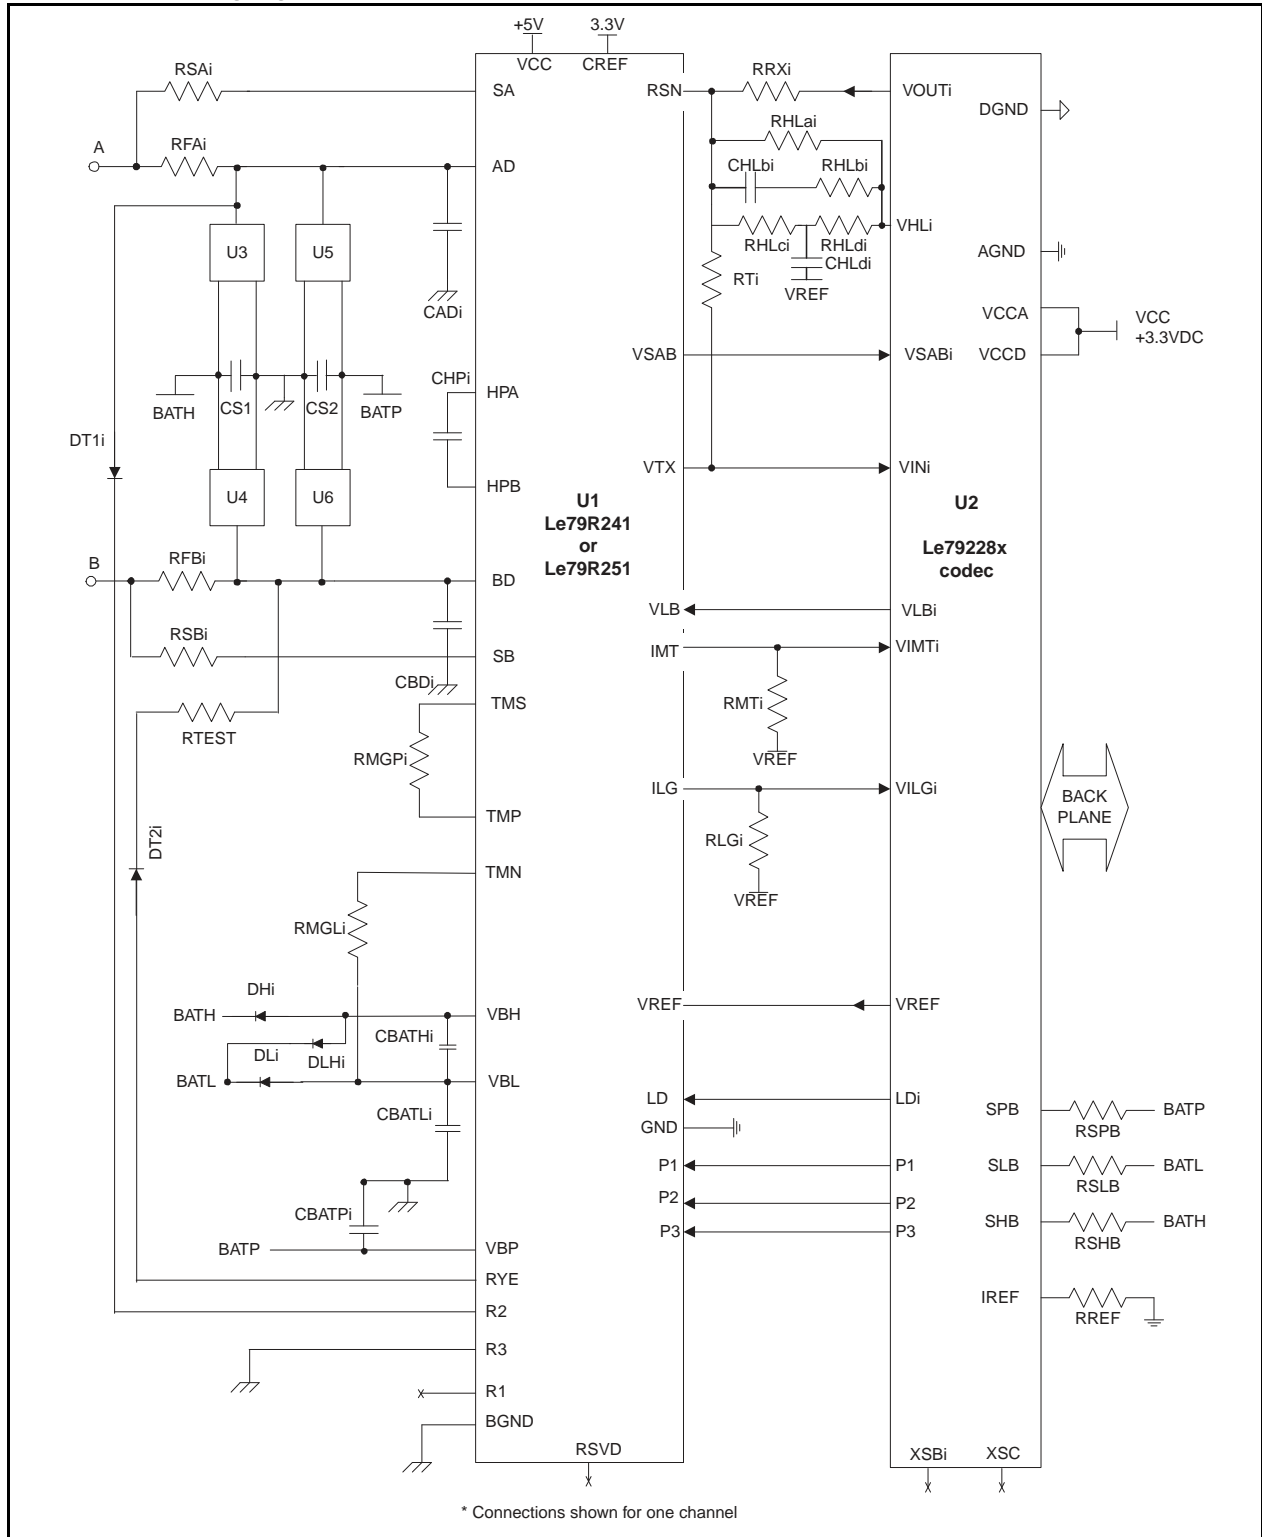 +5V
3.3V
VCC
CREF
RSAi
SA
RSN
RRXi
VOUTi
DGND
RHLai
A
RFAi
AD
CHLbi
RHLbi
VHLi
RHLci
RHLdi
CHLdi
VREF
RTi
AGND
U3
U5
CADi
VCCA
VCC
+3.3VDC
VCCD
VSAB
VSABi
CHPi
HPA
BATH
CS1
CS2
BATP
DT1i
VTX
VINi
U4
U6
HPB
U1
Le79R241
or
Le79R251
U2
Le79228x
codec
B
RFBi
BD
VLB
VLBi
RSBi
SB
IMT
VIMTi
CBDi
RMTi
VREF
TMS
RTEST
RMGPi
TMP
ILG
VILGi
BACK
PLANE
RLGi
VREF
DT2i
TMN
RMGLi
DHi
BATH
VBH
VREF
VREF
CBATHi
DLi
DLHi
BATL
VBL
CBATLi
LD
LDi
GND
SPB
RSPB
BATP
P1
P1
SLB
RSLB
BATL
P2
P2
CBATPi
P3
P3
SHB
RSHB
BATH
BATP
VBP
RYE
IREF
RREF
R2
R3
R1
BGND
RSVD
XSBi
XSC
* Connections shown for one channel